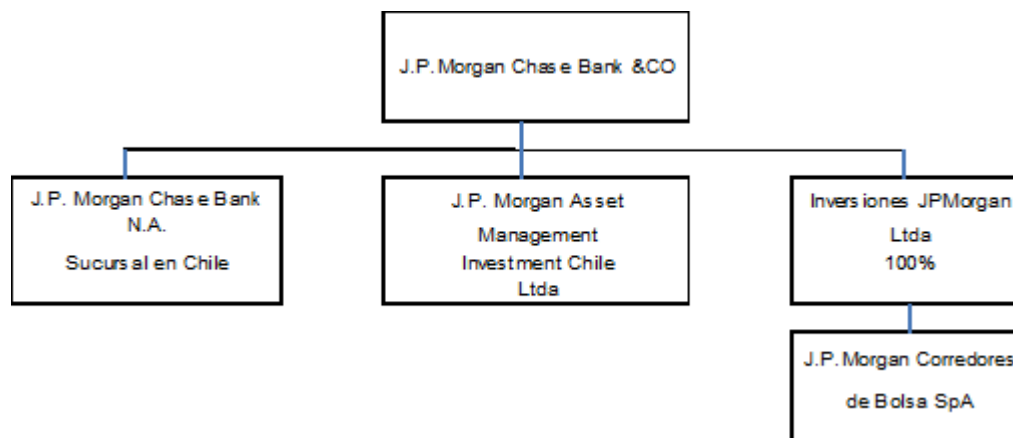 J.P. Morgan Chase Bank &CO
J.P. Morgan Chase Bank
N.A.
Sucursal en Chile
J.P. Morgan Asset
Management
Investment Chile
Ltda
Inversiones JPMorgan
Ltda
100%
J.P. Morgan Corredores
de Bolsa SpA